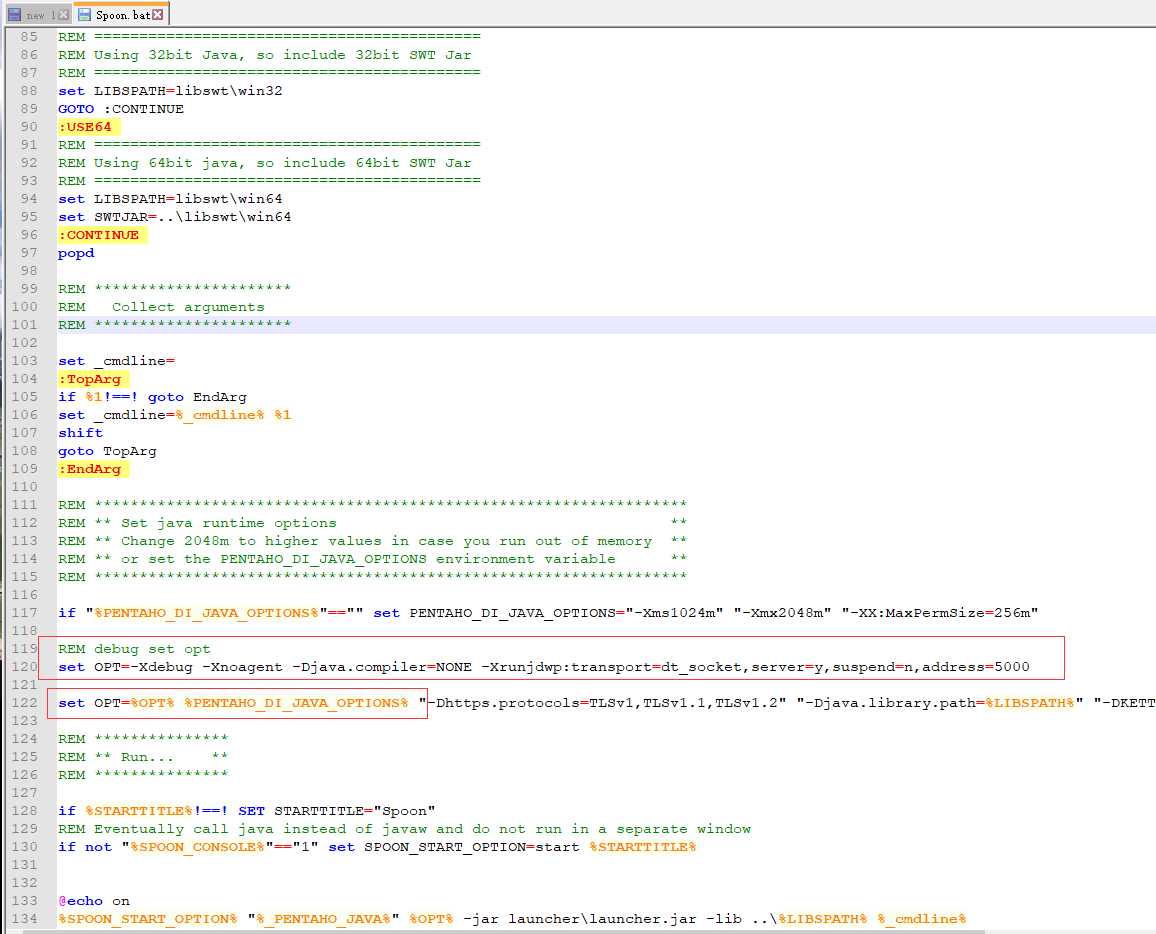 new 1
Spoon.bat
85 REM ===========================================
86 REM Using 32bit Java, so include 32bit SWT Jar
87 REM ===========================================
88 set LIBSPATH=libswt\win32
89 GOTO :CONTINUE
90 :USE64
91 REM ===========================================
92 REM Using 64bit java, so include 64bit SWT Jar
93 REM ===========================================
94 set LIBSPATH=libswt\win64
95 set SWTJAR=..\libswt\win64
96 :CONTINUE
97 popd
98
99 REM **********************
100 REM   Collect arguments
101 REM **********************
102
103 set _cmdline=
104 :TopArg
105 if %1!==! goto EndArg
106 set _cmdline=%_cmdline% %1
107 shift
108 goto TopArg
109 :EndArg
110
111 REM ******************************************************************
112 REM ** Set java runtime options                                     **
113 REM ** Change 2048m to higher values in case you run out of memory  **
114 REM ** or set the PENTAHO_DI_JAVA_OPTIONS environment variable      **
115 REM ******************************************************************
116
117 if "%PENTAHO_DI_JAVA_OPTIONS%"=="" set PENTAHO_DI_JAVA_OPTIONS="-Xms1024m" "-Xmx2048m" "-XX:MaxPermSize=256m"
118
119 REM debug set opt
120 set OPT=-Xdebug -Xnoagent -Djava.compiler=NONE -Xrunjdwp:transport=dt_socket,server=y,suspend=n,address=5000
121
122 set OPT=%OPT% %PENTAHO_DI_JAVA_OPTIONS% "-Dhttps.protocols=TLSv1,TLSv1.1,TLSv1.2" "-Djava.library.path=%LIBSPATH%" "-DKETT
123
124 REM ***************
125 REM ** Run...    **
126 REM ***************
127
128 if %STARTTITLE%!==! SET STARTTITLE="Spoon"
129 REM Eventually call java instead of javaw and do not run in a separate window
130 if not "%SPOON_CONSOLE%"=="1" set SPOON_START_OPTION=start %STARTTITLE%
131
132
133 @echo on
134 %SPOON_START_OPTION% "%_PENTAHO_JAVA%" %OPT% -jar launcher\launcher.jar -lib ..\%LIBSPATH% %_cmdline%